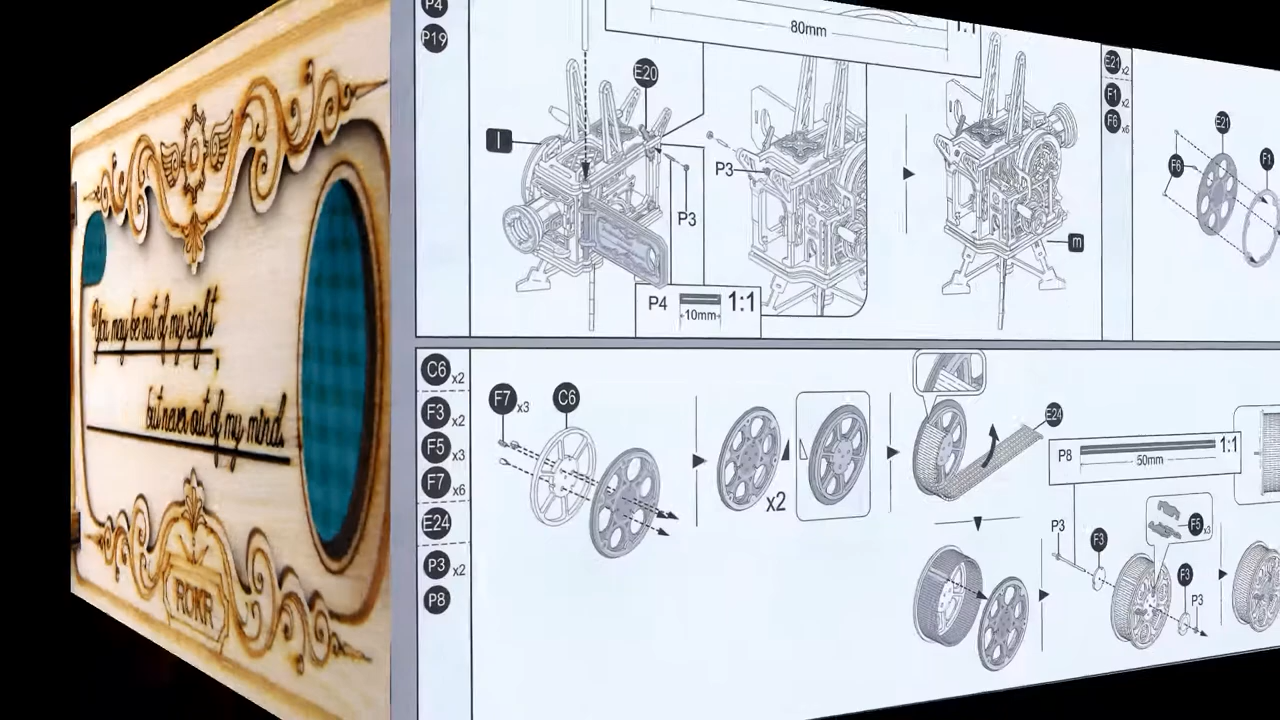 You may be out of my sight,
but never out of my mind.
ROKR
P4
P19
80mm
1:1
E20
I
P3
P3
P4
1:1
10mm
m
E21 x2
F1 x2
F6 x6
E21
F6
F1
C6 x2
F3 x2
F5 x3
F7 x6
E24
P3 x2
P8
F7 x3
C6
x2
E24
P8
1:1
50mm
P3
F3
F5 x3
F3
P3